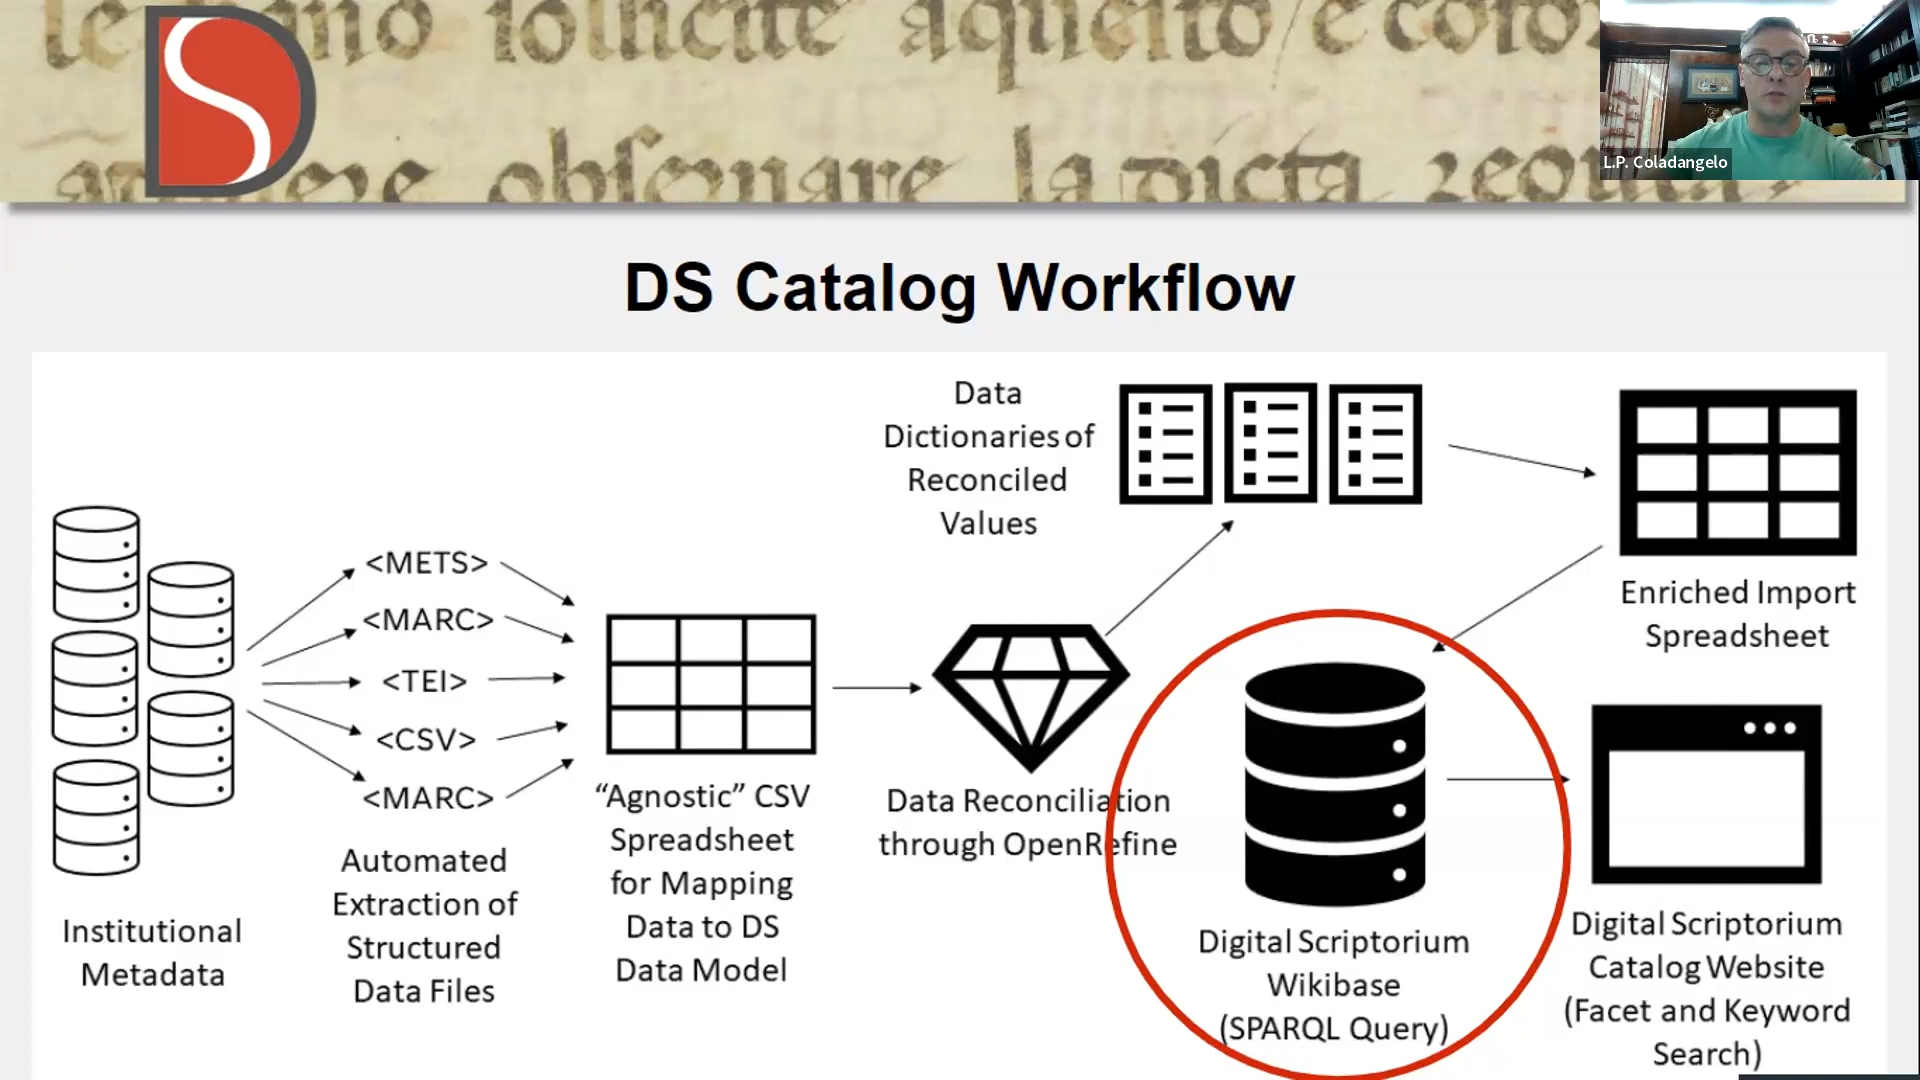 L.P. Coladangelo
DS Catalog Workflow
Institutional
Metadata
<METS>
<MARC>
<TEI>
<CSV>
<MARC>
Automated
Extraction of
Structured
Data Files
“Agnostic” CSV
Spreadsheet
for Mapping
Data to DS
Data Model
Data Reconciliation
through OpenRefine
Data
Dictionaries of
Reconciled
Values
Enriched Import
Spreadsheet
Digital Scriptorium
Wikibase
(SPARQL Query)
Digital Scriptorium
Catalog Website
(Facet and Keyword
Search)